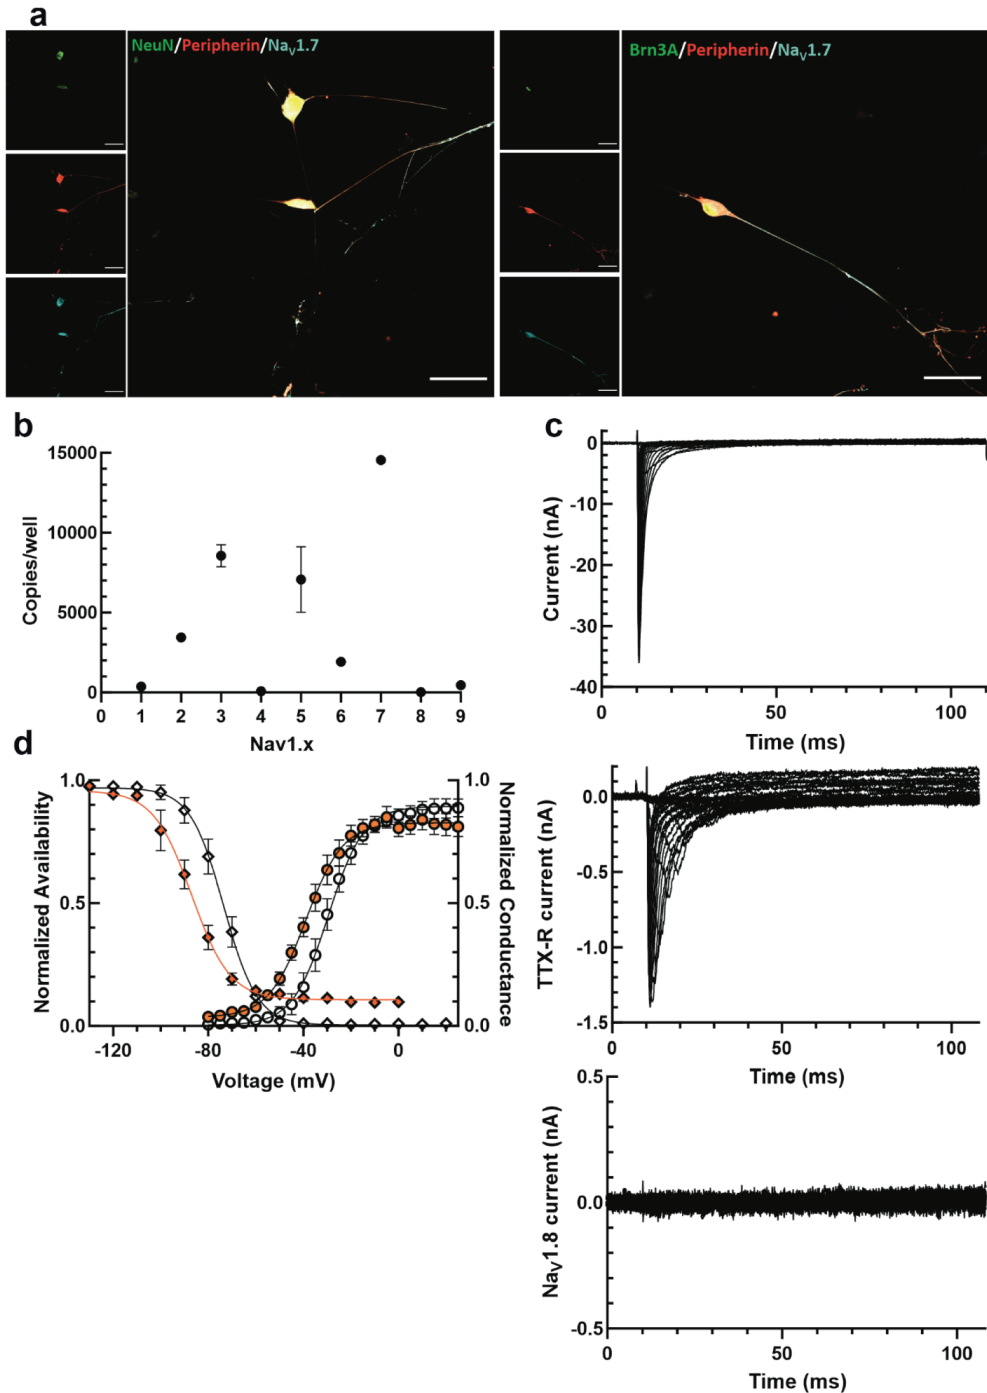 a
NeuN/Peripherin/NaV1.7
Brn3A/Peripherin/NaV1.7
b
15000
10000
5000
0
Copies/well
0 1 2 3 4 5 6 7 8 9
Nav1.x
c
0
-10
-20
-30
-40
Current (nA)
0 50 100
Time (ms)
d
1.0
0.5
0.0
Normalized Availability
1.0
0.5
0.0
Normalized Conductance
-120 -80 -40 0
Voltage (mV)
0.0
-0.5
-1.0
-1.5
TTX-R current (nA)
0 50 100
Time (ms)
0.5
0.0
-0.5
NaV1.8 current (nA)
0 50 100
Time (ms)